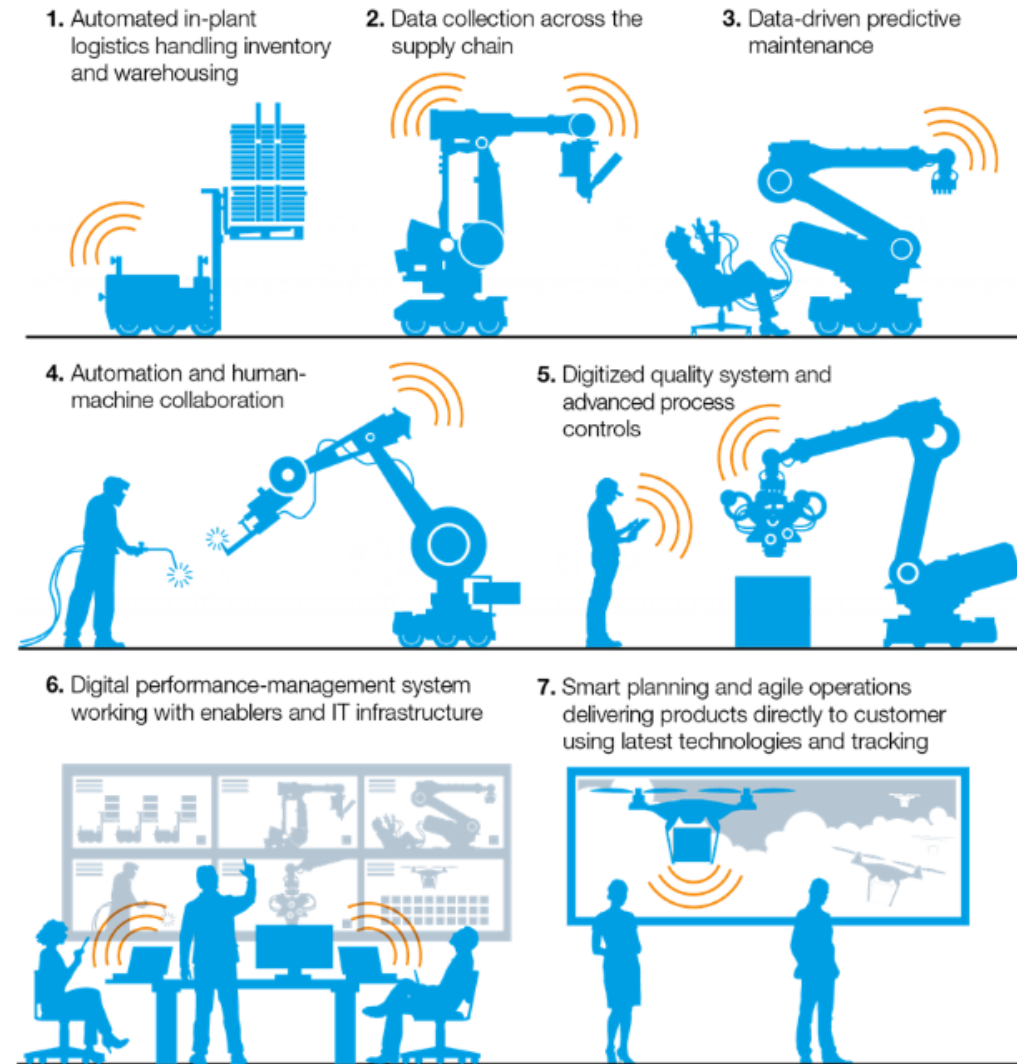 1. Automated in-plant
logistics handling inventory
and warehousing
2. Data collection across the
supply chain
3. Data-driven predictive
maintenance
4. Automation and human-
machine collaboration
5. Digitized quality system and
advanced process
controls
6. Digital performance-management system
working with enablers and IT infrastructure
7. Smart planning and agile operations
delivering products directly to customer
using latest technologies and tracking